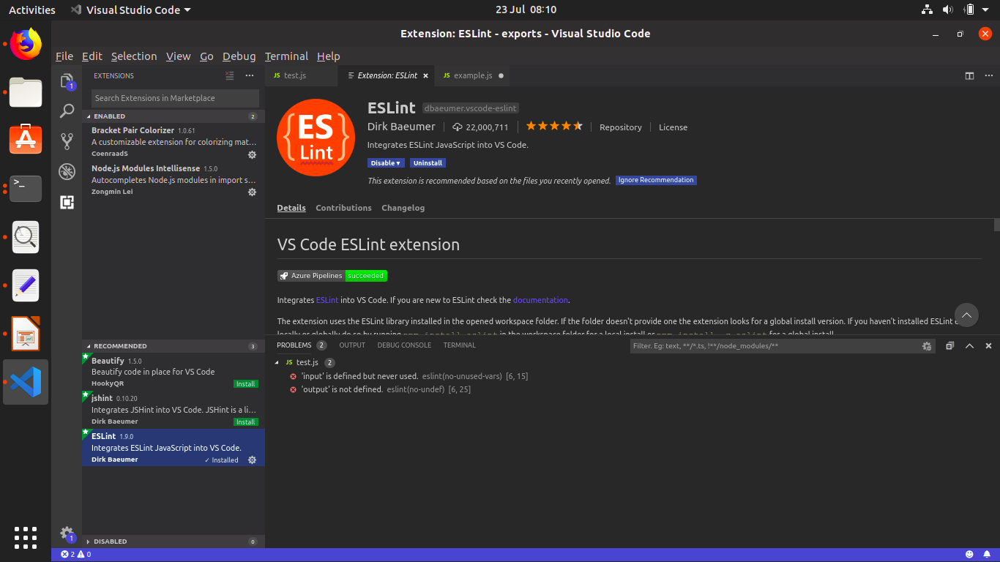 Activities
Visual Studio Code
23 Jul 08:10
Extension: ESLint - exports - Visual Studio Code
File Edit Selection View Go Debug Terminal Help
1
1
EXTENSIONS
Search Extensions in Marketplace
ENABLED 2
Bracket Pair Colorizer 1.0.61
A customizable extension for colorizing mat...
CoenraadS
Node.js Modules Intellisense 1.5.0
Autocompletes Node.js modules in import s...
Zongmin Lei
RECOMMENDED 3
Beautify 1.5.0
Beautify code in place for VS Code
HookyQR Install
jshint 0.10.20
Integrates JSHint into VS Code. JSHint is a li...
Dirk Baeumer Install
ESLint 1.9.0
Integrates ESLint JavaScript into VS Code.
Dirk Baeumer ✓ Installed
DISABLED 0
JS test.js
Extension: ESLint ×
JS example.js ●
{ES}
Lint
ESLint dbaeumer.vscode-eslint
Dirk Baeumer 22,000,711 Repository License
Integrates ESLint JavaScript into VS Code.
Disable ▾ Uninstall
This extension is recommended based on the files you recently opened. Ignore Recommendation
Details Contributions Changelog
VS Code ESLint extension
Azure Pipelines succeeded
Integrates ESLint into VS Code. If you are new to ESLint check the documentation.
The extension uses the ESLint library installed in the opened workspace folder. If the folder doesn't provide one the extension looks for a global install version. If you haven't installed ESLint
locally or globally do so by running npm install eslint in the workspace folder for a local install or npm install -g eslint for a global install.
PROBLEMS 2 OUTPUT DEBUG CONSOLE TERMINAL
Filter. Eg: text, **/*.ts, !**/node_modules/**
JS test.js 2
'input' is defined but never used. eslint(no-unused-vars) [6, 15]
'output' is not defined. eslint(no-undef) [6, 25]
2 0